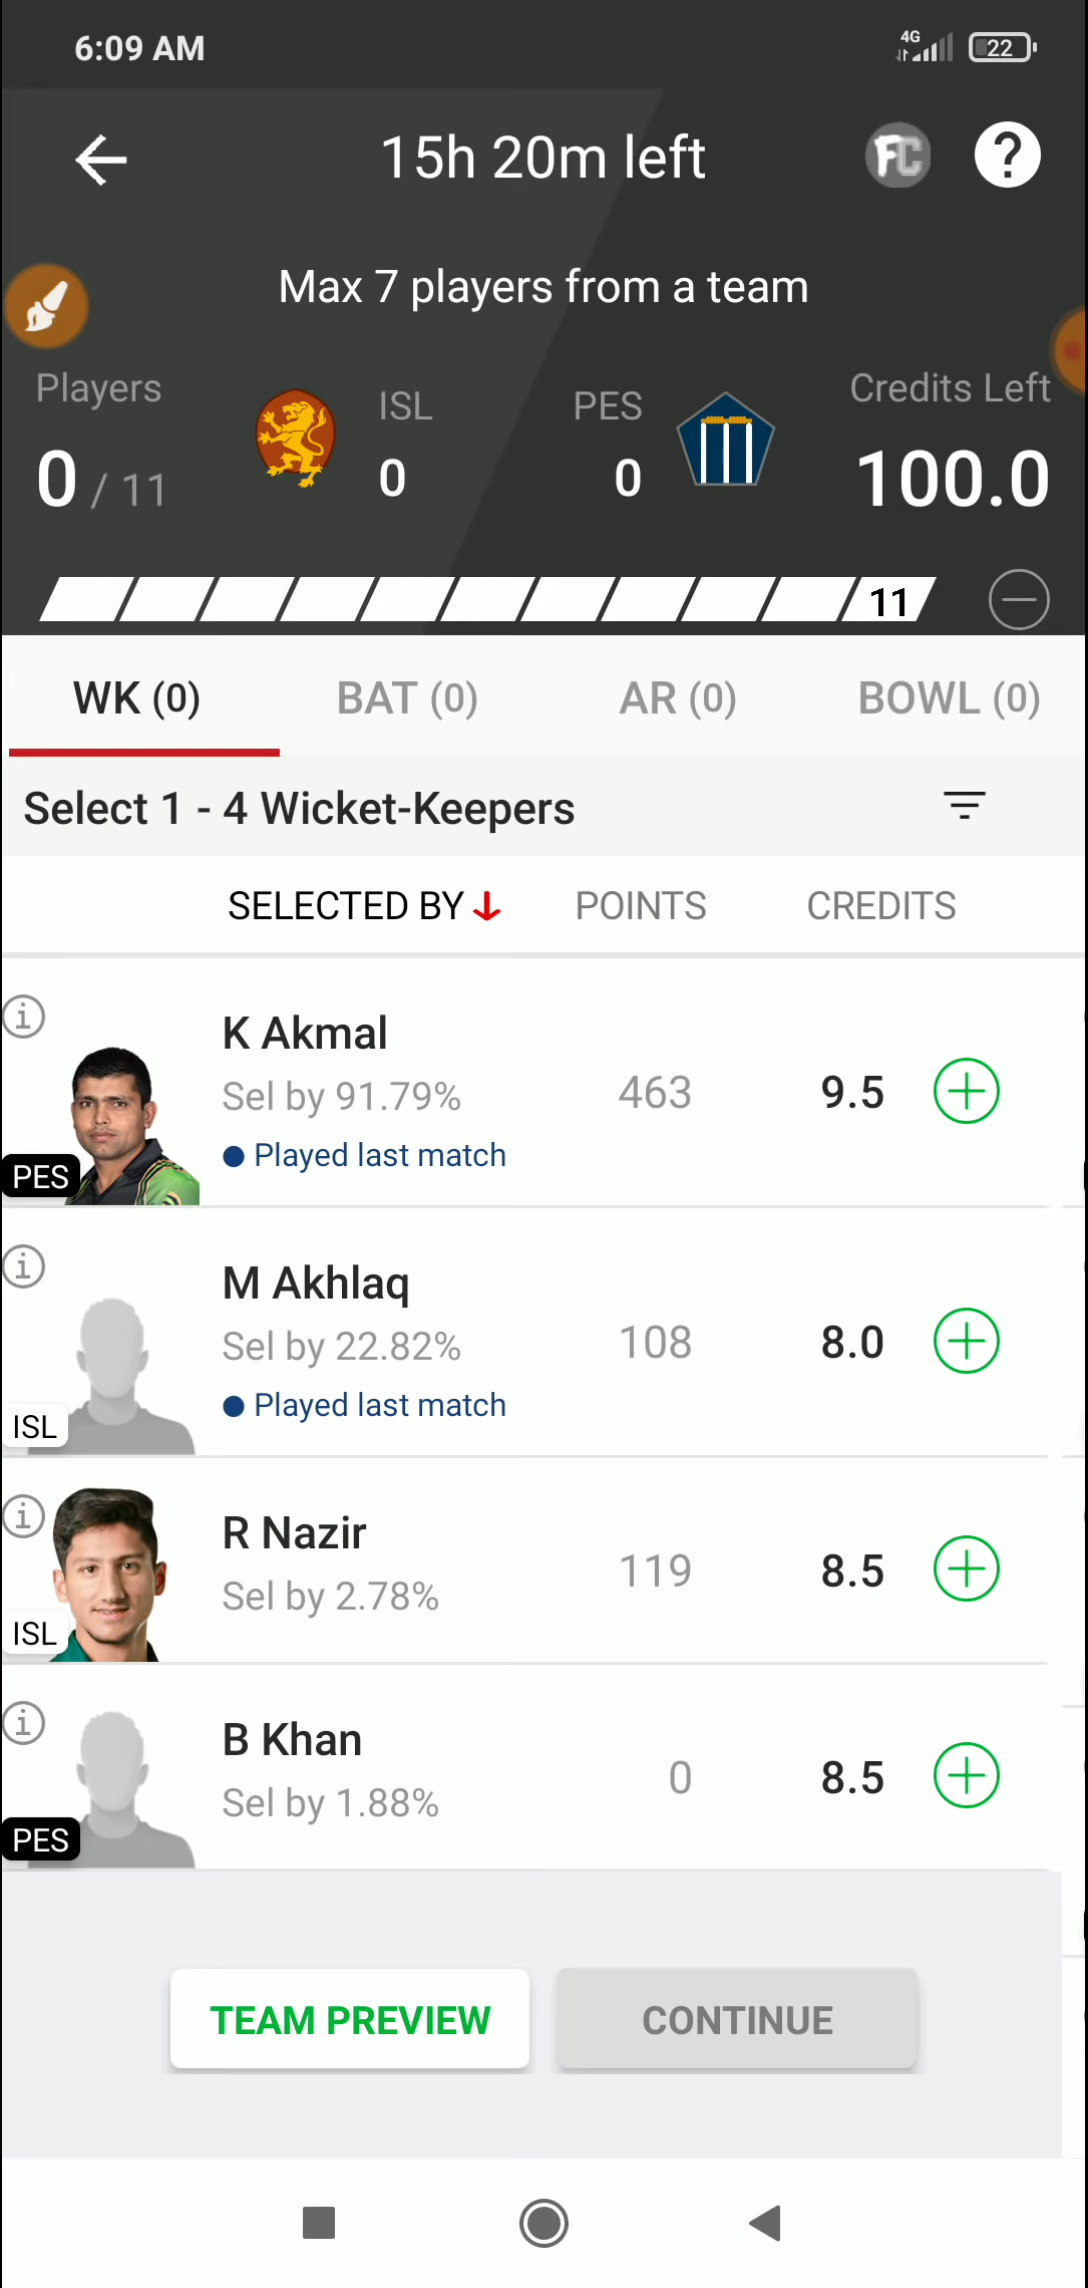 6:09 AM
4G
22
15h 20m left
FC
?
Max 7 players from a team
Players
ISL
PES
Credits Left
0 / 11
0
0
100.0
11
WK (0)
BAT (0)
AR (0)
BOWL (0)
Select 1 - 4 Wicket-Keepers
SELECTED BY
POINTS
CREDITS
K Akmal
Sel by 91.79%
463
9.5
Played last match
PES
M Akhlaq
Sel by 22.82%
108
8.0
Played last match
ISL
R Nazir
Sel by 2.78%
119
8.5
ISL
B Khan
Sel by 1.88%
0
8.5
PES
TEAM PREVIEW
CONTINUE